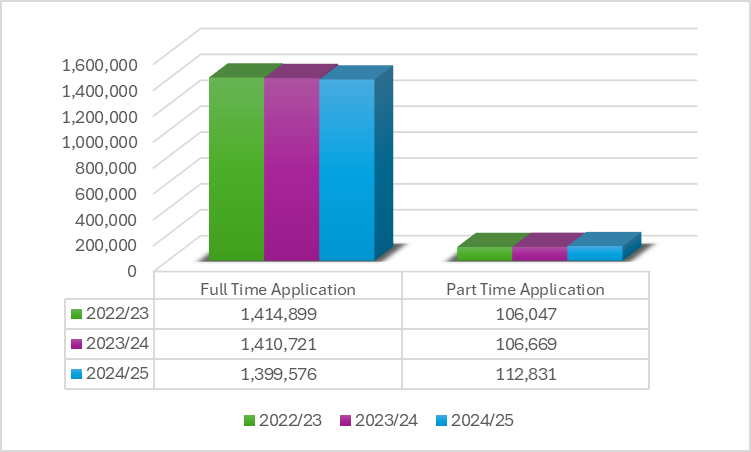 1,600,000
1,400,000
1,200,000
1,000,000
800,000
600,000
400,000
200,000
0
Full Time Application Part Time Application
2022/23 1,414,899 106,047
2023/24 1,410,721 106,669
2024/25 1,399,576 112,831
2022/23 2023/24 2024/25